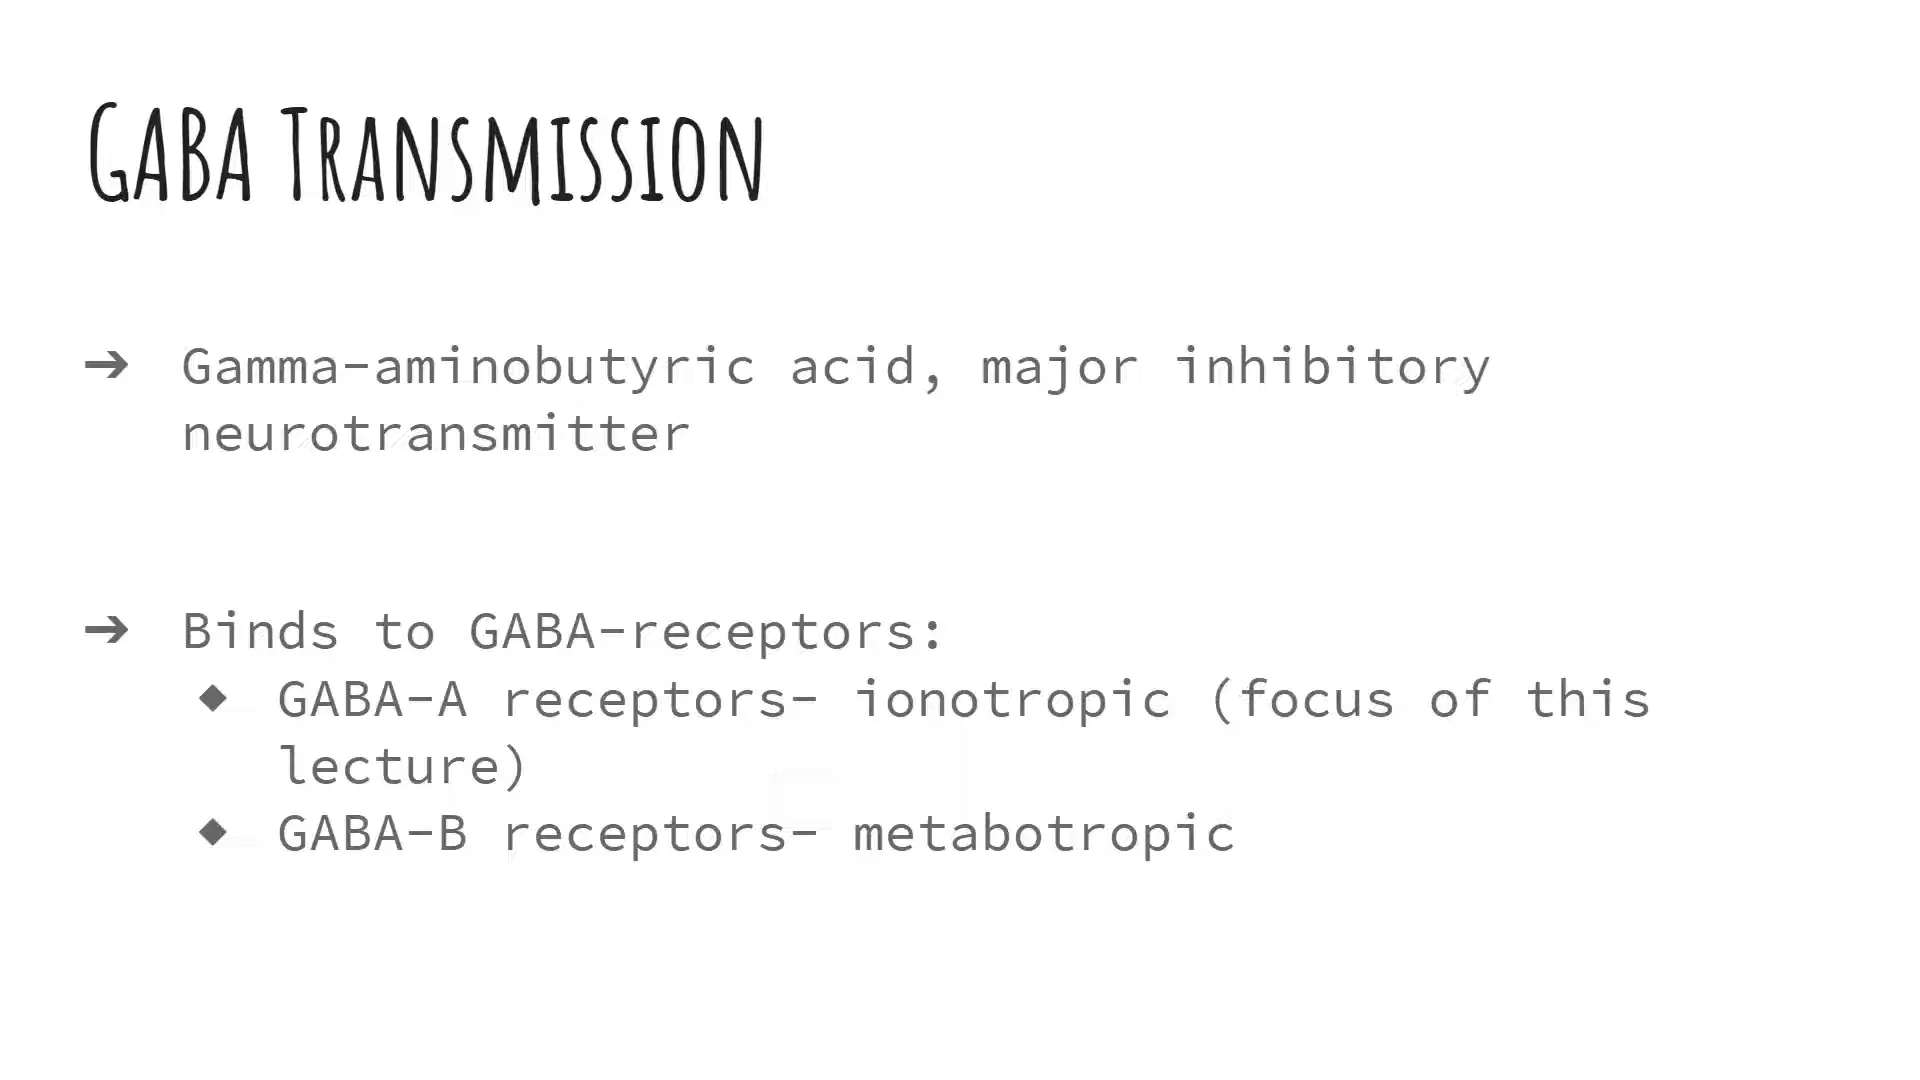 GABA Transmission
➔ Gamma-aminobutyric acid, major inhibitory
neurotransmitter
➔ Binds to GABA-receptors:
◆ GABA-A receptors- ionotropic (focus of this
lecture)
◆ GABA-B receptors- metabotropic